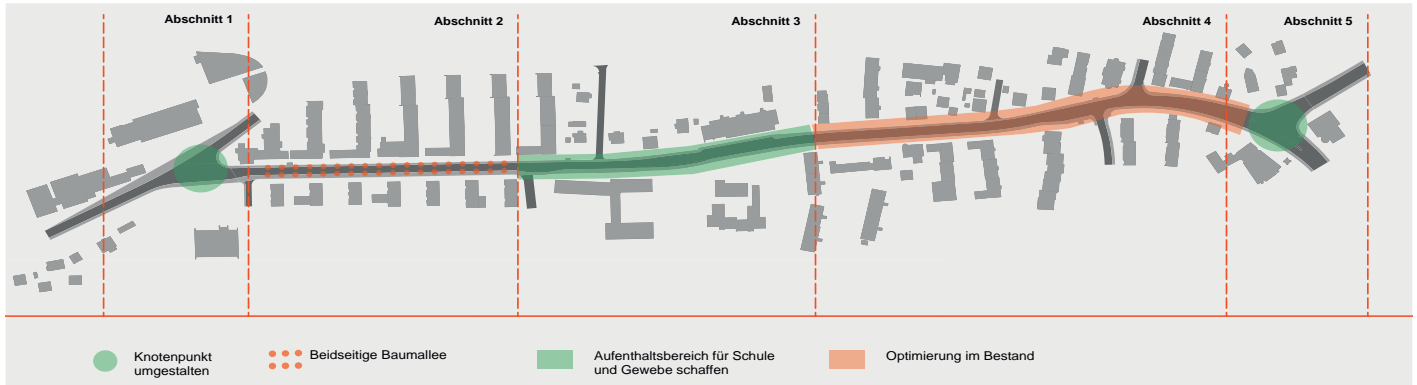 Abschnitt 1
Abschnitt 2
Abschnitt 3
Abschnitt 4
Abschnitt 5
Knotenpunkt
umgestalten
Beidseitige Baumallee
Aufenthaltsbereich für Schule
und Gewebe schaffen
Optimierung im Bestand